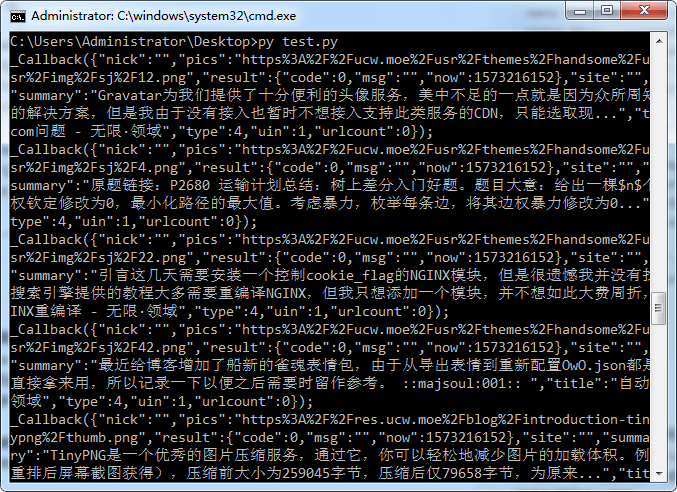 Administrator: C:\windows\system32\cmd.exe
C:\Users\Administrator\Desktop>py test.py
_Callback({"nick":"","pics":"https%3A%2F%2Fucw.moe%2Fusr%2Fthemes%2Fhandsome%2Fu
sr%2Fimg%2Fsj%2F12.png","result":{"code":0,"msg":"","now":1573216152},"site":"",
"summary":"Gravatar为我们提供了十分便利的头像服务，美中不足的一点就是因为众所周知
的解决方案，但是我由于没有接入也暂时不想接入支持此类服务的CDN，只能选取现...","t
com问题 - 无限·领域","type":4,"uin":1,"urlcount":0});
_Callback({"nick":"","pics":"https%3A%2F%2Fucw.moe%2Fusr%2Fthemes%2Fhandsome%2Fu
sr%2Fimg%2Fsj%2F4.png","result":{"code":0,"msg":"","now":1573216152},"site":"","
summary":"原题链接：P2680 运输计划总结：树上差分入门好题。题目大意：给出一棵$n$个
权钦定修改为0，最小化路径的最大值。考虑暴力，枚举每条边，将其边权暴力修改为0..."
type":4,"uin":1,"urlcount":0});
_Callback({"nick":"","pics":"https%3A%2F%2Fucw.moe%2Fusr%2Fthemes%2Fhandsome%2Fu
sr%2Fimg%2Fsj%2F22.png","result":{"code":0,"msg":"","now":1573216152},"site":"",
"summary":"引言这几天需要安装一个控制cookie_flag的NGINX模块，但是很遗憾我并没有找
搜索引擎提供的教程大多需要重编译NGINX，但我只想添加一个模块，并不想如此大费周折，
INX重编译 - 无限·领域","type":4,"uin":1,"urlcount":0});
_Callback({"nick":"","pics":"https%3A%2F%2Fucw.moe%2Fusr%2Fthemes%2Fhandsome%2Fu
sr%2Fimg%2Fsj%2F42.png","result":{"code":0,"msg":"","now":1573216152},"site":"",
"summary":"最近给博客增加了船新的雀魂表情包，由于从导出表情到重新配置OwO.json都是
直接拿来用，所以记录一下以便之后需要时留作参考。 ::majsoul:001:: ","title":"自动
领域","type":4,"uin":1,"urlcount":0});
_Callback({"nick":"","pics":"https%3A%2F%2Fres.ucw.moe%2Fblog%2Fintroduction-tin
ypng%2Fthumb.png","result":{"code":0,"msg":"","now":1573216152},"site":"","summa
ry":"TinyPNG是一个优秀的图片压缩服务，通过它，你可以轻松地减少图片的加载体积。例
重排后屏幕截图获得），压缩前大小为259045字节，压缩后仅79658字节，为原来...","tit